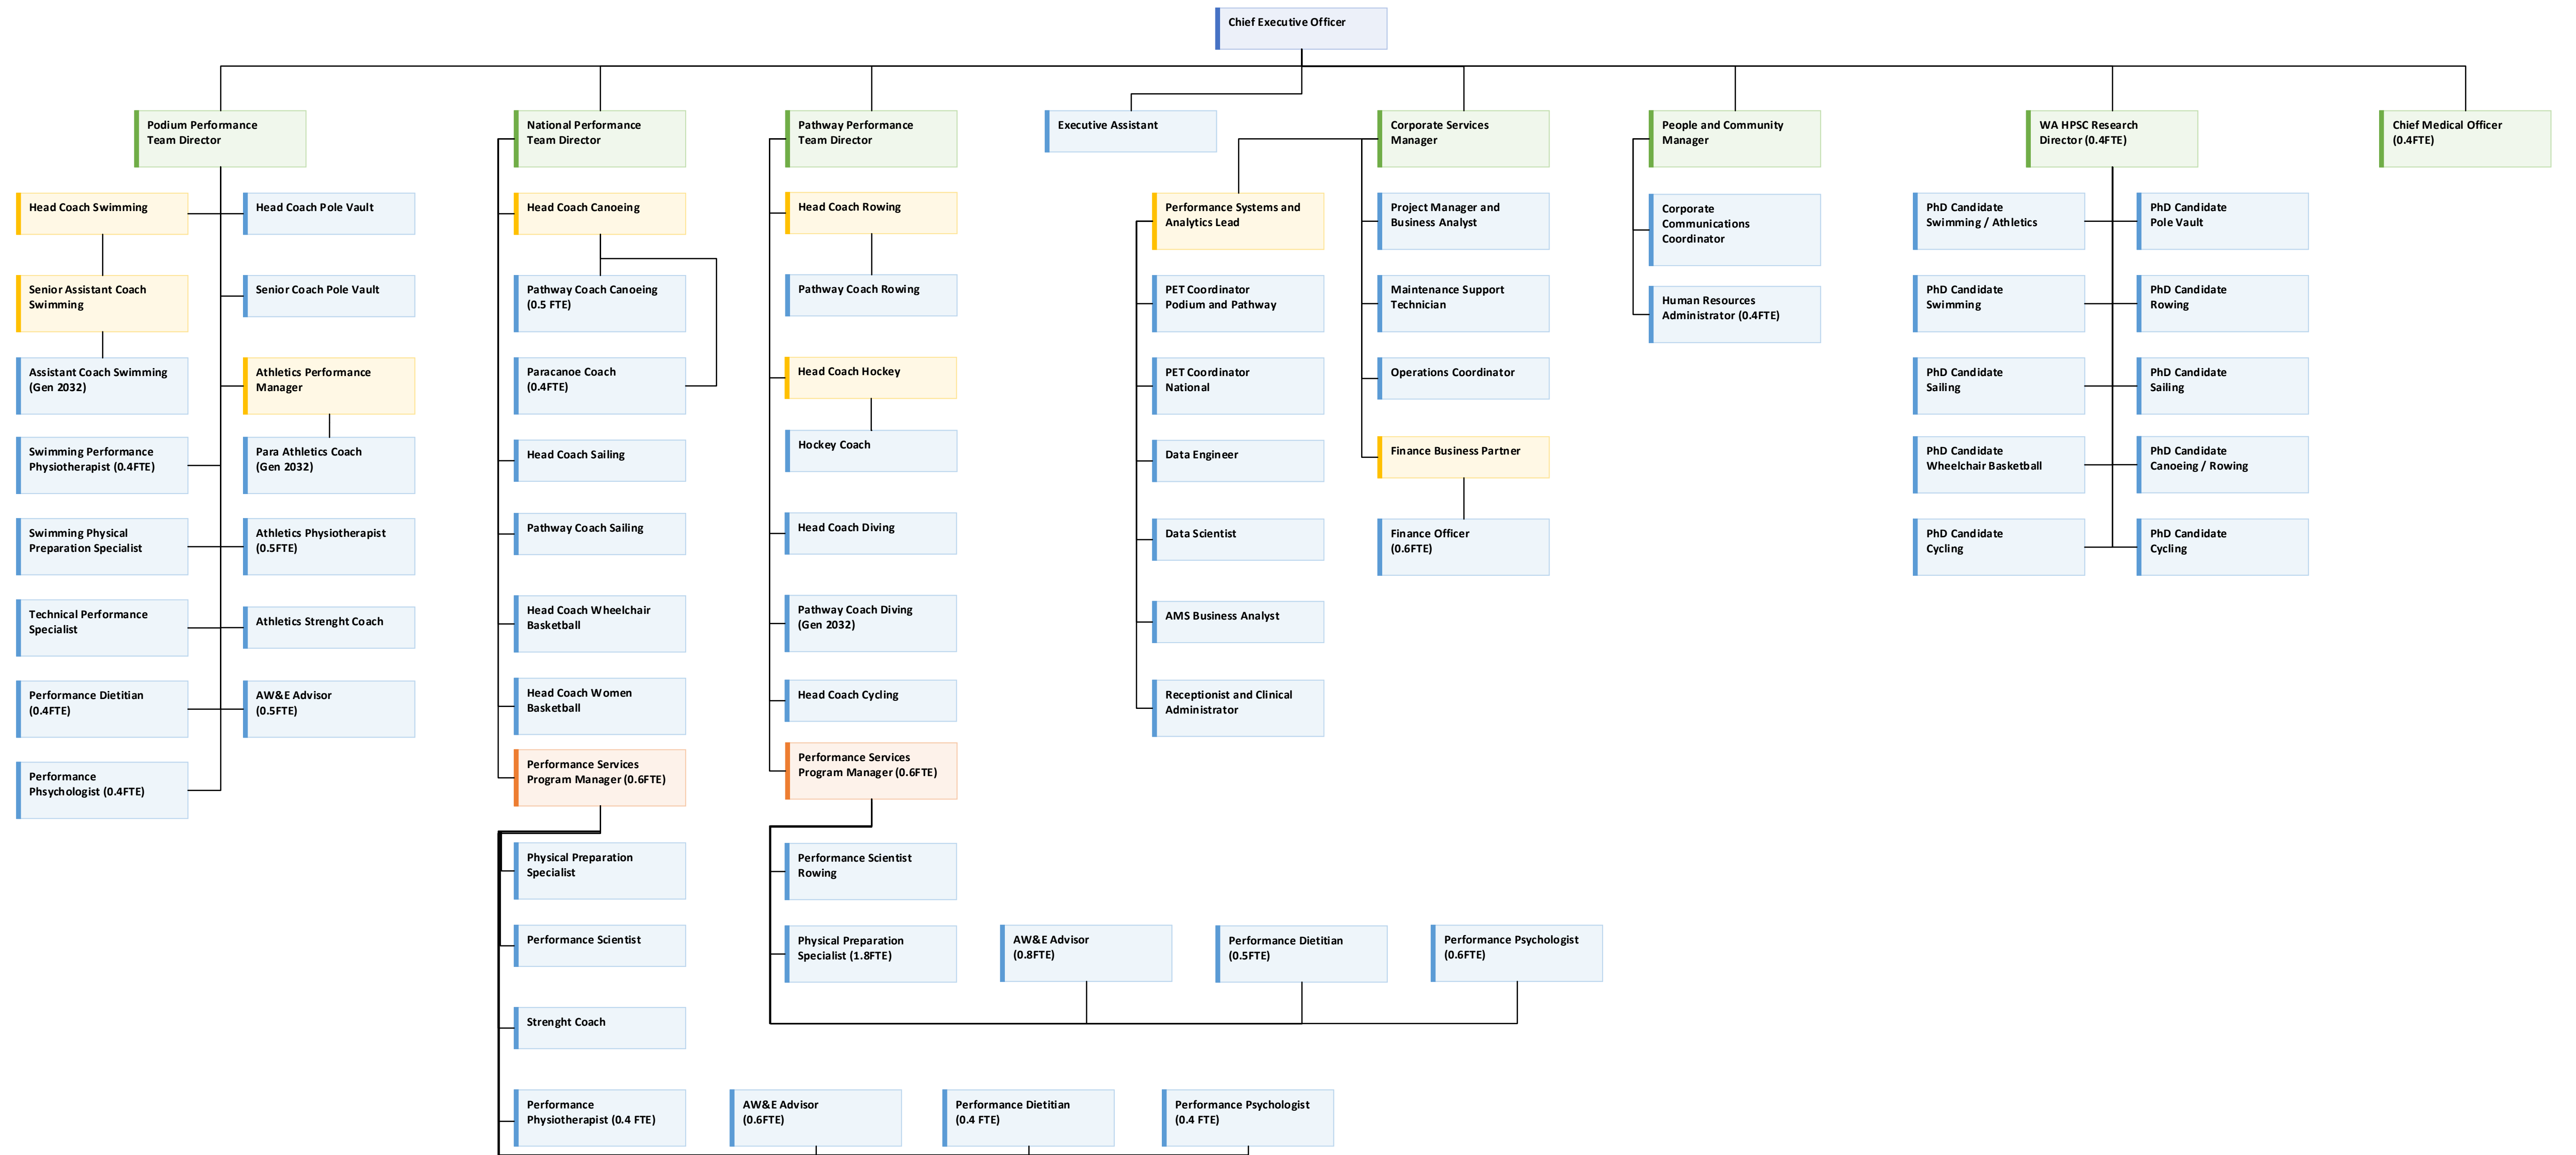 Chief Executive Officer
Podium Performance
Team Director
National Performance
Team Director
Pathway Performance
Team Director
Executive Assistant
Corporate Services
Manager
People and Community
Manager
WA HPSC Research
Director (0.4FTE)
Chief Medical Officer
(0.4FTE)
Head Coach Swimming
Head Coach Pole Vault
Senior Assistant Coach
Swimming
Senior Coach Pole Vault
Assistant Coach Swimming
(Gen 2032)
Athletics Performance
Manager
Swimming Performance
Physiotherapist (0.4FTE)
Para Athletics Coach
(Gen 2032)
Swimming Physical
Preparation Specialist
Athletics Physiotherapist
(0.5FTE)
Technical Performance
Specialist
Athletics Strenght Coach
Performance Dietitian
(0.4FTE)
AW&E Advisor
(0.5FTE)
Performance
Phsychologist (0.4FTE)
Head Coach Canoeing
Pathway Coach Canoeing
(0.5 FTE)
Paracanoe Coach
(0.4FTE)
Head Coach Sailing
Pathway Coach Sailing
Head Coach Wheelchair
Basketball
Head Coach Women
Basketball
Performance Services
Program Manager (0.6FTE)
Physical Preparation
Specialist
Performance Scientist
Strenght Coach
Performance
Physiotherapist (0.4 FTE)
AW&E Advisor
(0.6FTE)
Performance Dietitian
(0.4 FTE)
Performance Psychologist
(0.4 FTE)
Head Coach Rowing
Pathway Coach Rowing
Head Coach Hockey
Hockey Coach
Head Coach Diving
Pathway Coach Diving
(Gen 2032)
Head Coach Cycling
Performance Services
Program Manager (0.6FTE)
Performance Scientist
Rowing
Physical Preparation
Specialist (1.8FTE)
AW&E Advisor
(0.8FTE)
Performance Dietitian
(0.5FTE)
Performance Psychologist
(0.6FTE)
Performance Systems and
Analytics Lead
PET Coordinator
Podium and Pathway
PET Coordinator
National
Data Engineer
Data Scientist
AMS Business Analyst
Receptionist and Clinical
Administrator
Project Manager and
Business Analyst
Maintenance Support
Technician
Operations Coordinator
Finance Business Partner
Finance Officer
(0.6FTE)
Corporate
Communications
Coordinator
Human Resources
Administrator (0.4FTE)
PhD Candidate
Swimming / Athletics
PhD Candidate
Pole Vault
PhD Candidate
Swimming
PhD Candidate
Rowing
PhD Candidate
Sailing
PhD Candidate
Sailing
PhD Candidate
Wheelchair Basketball
PhD Candidate
Canoeing / Rowing
PhD Candidate
Cycling
PhD Candidate
Cycling